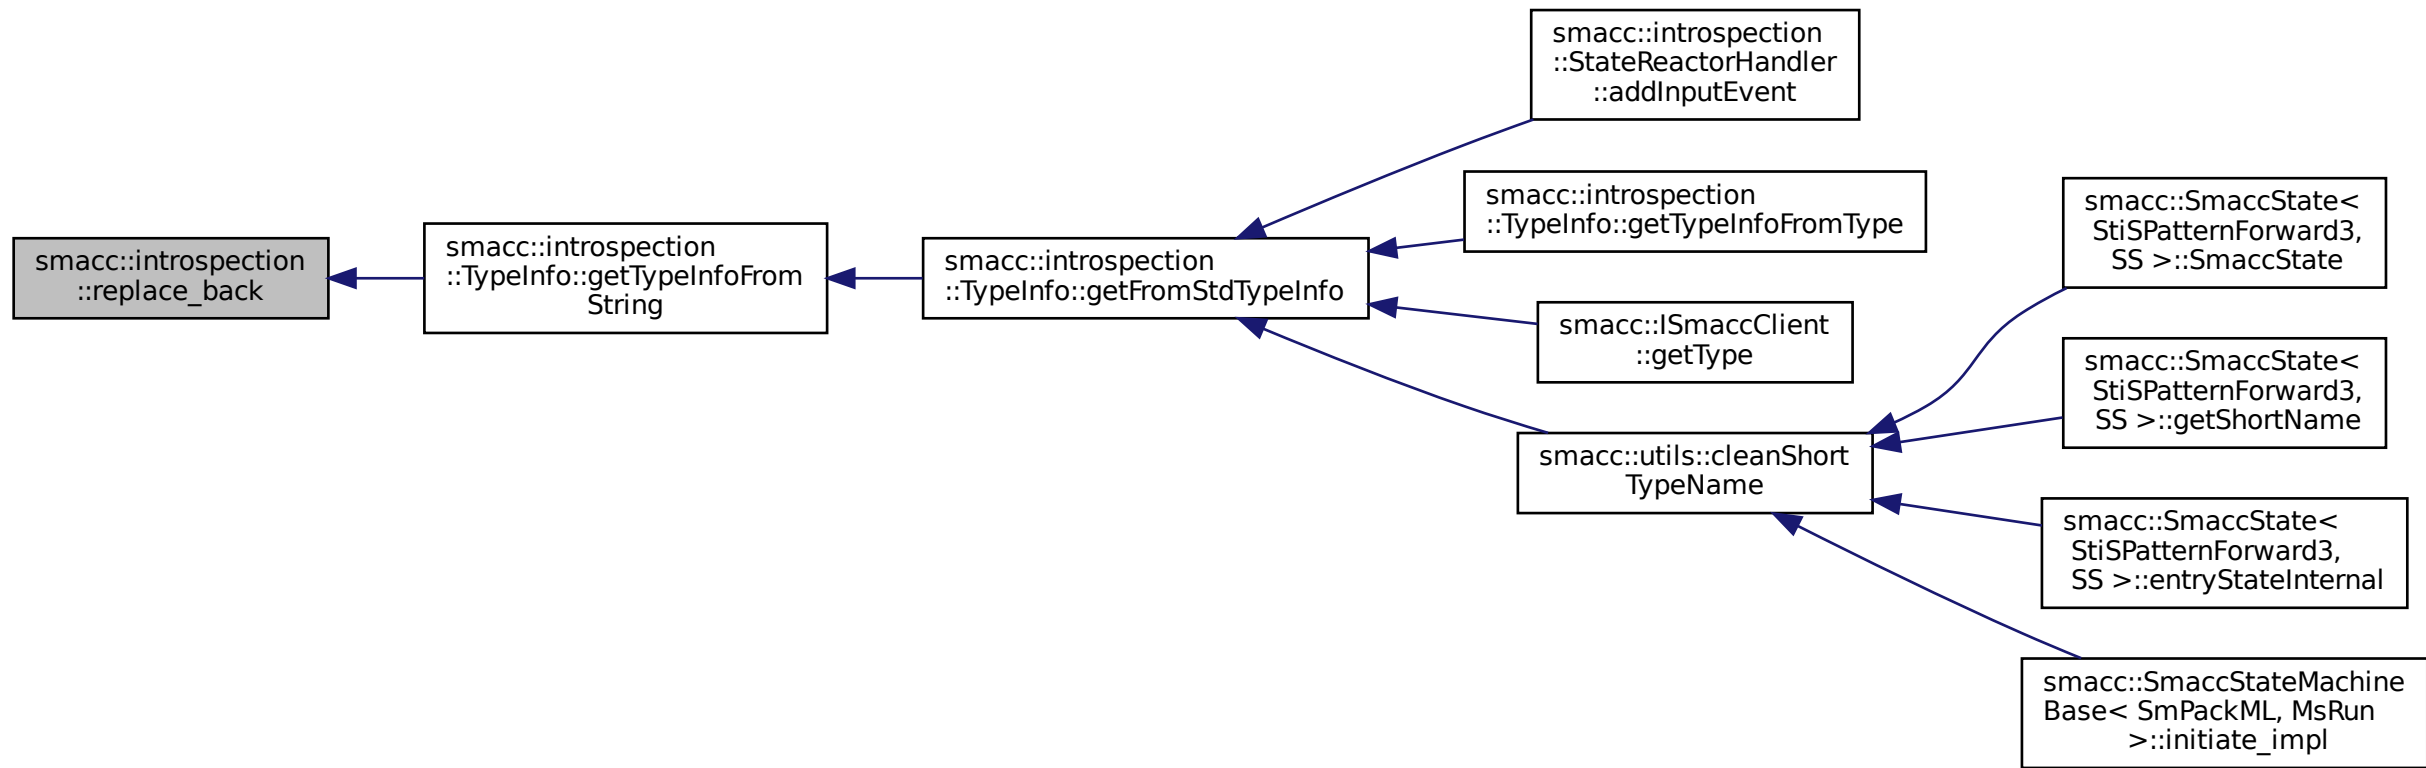 smacc::introspection
::replace_back
smacc::introspection
::TypeInfo::getTypeInfoFrom
String
smacc::introspection
::TypeInfo::getFromStdTypeInfo
smacc::introspection
::StateReactorHandler
::addInputEvent
smacc::introspection
::TypeInfo::getTypeInfoFromType
smacc::ISmaccClient
::getType
smacc::utils::cleanShort
TypeName
smacc::SmaccState<
StiSPatternForward3,
SS >::SmaccState
smacc::SmaccState<
StiSPatternForward3,
SS >::getShortName
smacc::SmaccState<
StiSPatternForward3,
SS >::entryStateInternal
smacc::SmaccStateMachine
Base< SmPackML, MsRun
>::initiate_impl